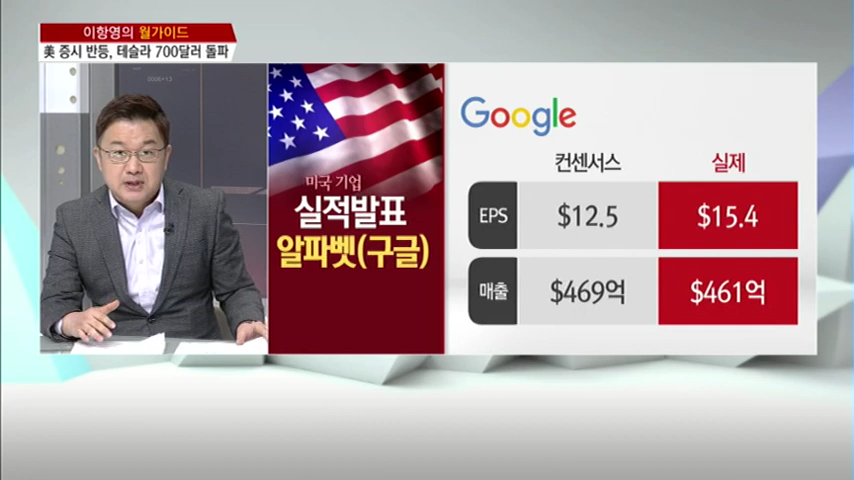 이항영의 월가이드
美 증시 반등, 테슬라 700달러 돌파
미국 기업
실적발표
알파벳(구글)
Google
컨센서스 실제
EPS $12.5 $15.4
매출 $469억 $461억